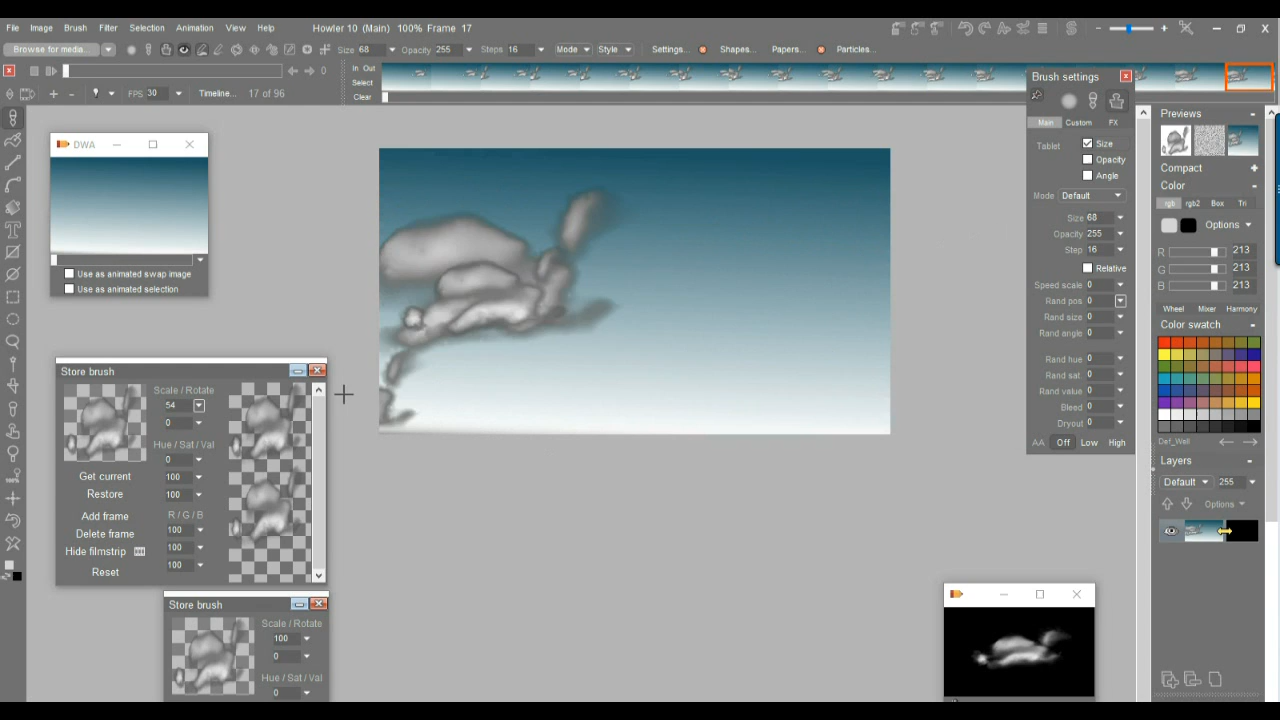 File Image Brush Filter Selection Animation View Help Howler 10 (Main) 100% Frame 17
Browse for media... Size 68 Opacity 255 Steps 16 Mode Style Settings... Shapes... Papers... Particles...
0 In Out
Select
FPS 30 Timeline... 17 of 96 Clear
DWA
Use as animated swap image
Use as animated selection
Store brush
Scale / Rotate
54
0
Hue / Sat / Val
0
Get current 100
Restore 100
Add frame R / G / B
Delete frame 100
Hide filmstrip 100
Reset 100
Store brush
Scale / Rotate
100
0
Hue / Sat / Val
0
Brush settings
Main Custom FX
Tablet Size
Opacity
Angle
Mode Default
Size 68
Opacity 255
Step 16
Relative
Speed scale 0
Rand pos 0
Rand size 0
Rand angle 0
Rand hue 0
Rand sat 0
Rand value 0
Bleed 0
Dryout 0
AA Off Low High
Previews
Compact
Color
rgb rgb2 Box Tri
Options
R 213
G 213
B 213
Wheel Mixer Harmony
Color swatch
Def_Well
Layers
Default 255
Options